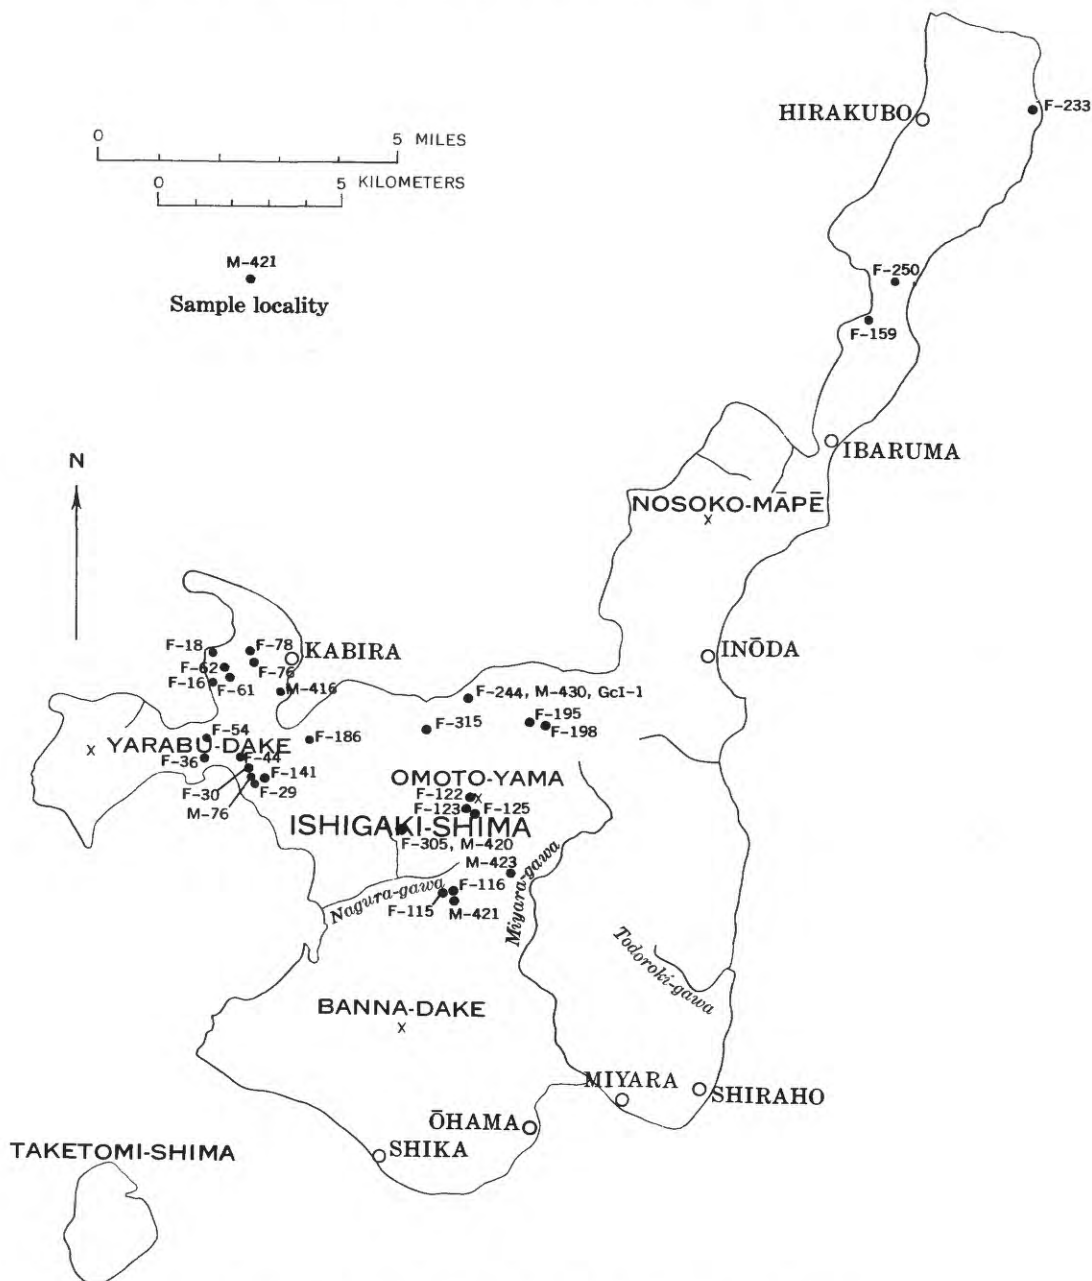 HIRAKUBO
F-233
0 5 MILES
0 5 KILOMETERS
M-421
Sample locality
F-250
F-159
N
IBARUMA
NOSOKO-MĀPĒ
X
F-18
F-78
KABIRA
F-62
F-76
F-16
F-61
M-416
INŌDA
F-244, M-430, GcI-1
F-315
F-195
F-198
F-54
F-186
X YARABU-DAKE
F-36
F-44
F-141
F-30
F-29
M-76
OMOTO-YAMA
F-122 X
F-123
F-125
ISHIGAKI-SHIMA
F-305, M-420
M-423
Miyara-gawa
Nagura-gawa
F-116
F-115
M-421
Todoroki-gawa
BANNA-DAKE
X
MIYARA
SHIRAHO
ŌHAMA
SHIKA
TAKETOMI-SHIMA